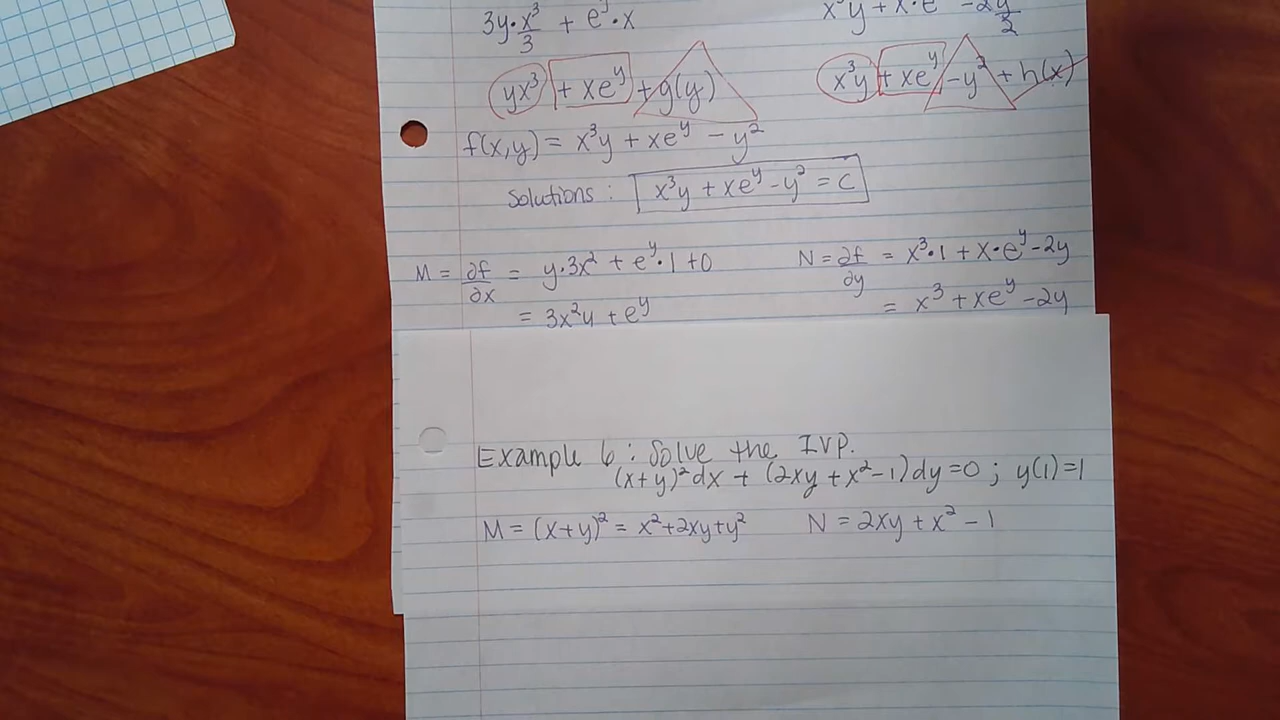 3y·x³/3 + e^y·x
x³y + x·e -2y/2
yx³ + xe^y + g(y)
x³y + xe^y - y² + h(x)
f(x,y) = x³y + xe^y - y²
Solutions: x³y + xe^y - y² = C
M = ∂f/∂x = y·3x² + e^y·1 + 0
N = ∂f/∂y = x³·1 + x·e^y - 2y
= 3x²y + e^y
= x³ + xe^y - 2y
Example 6: Solve the IVP.
(x+y)²dx + (2xy + x² - 1)dy = 0; y(1) = 1
M = (x+y)² = x² + 2xy + y²
N = 2xy + x² - 1